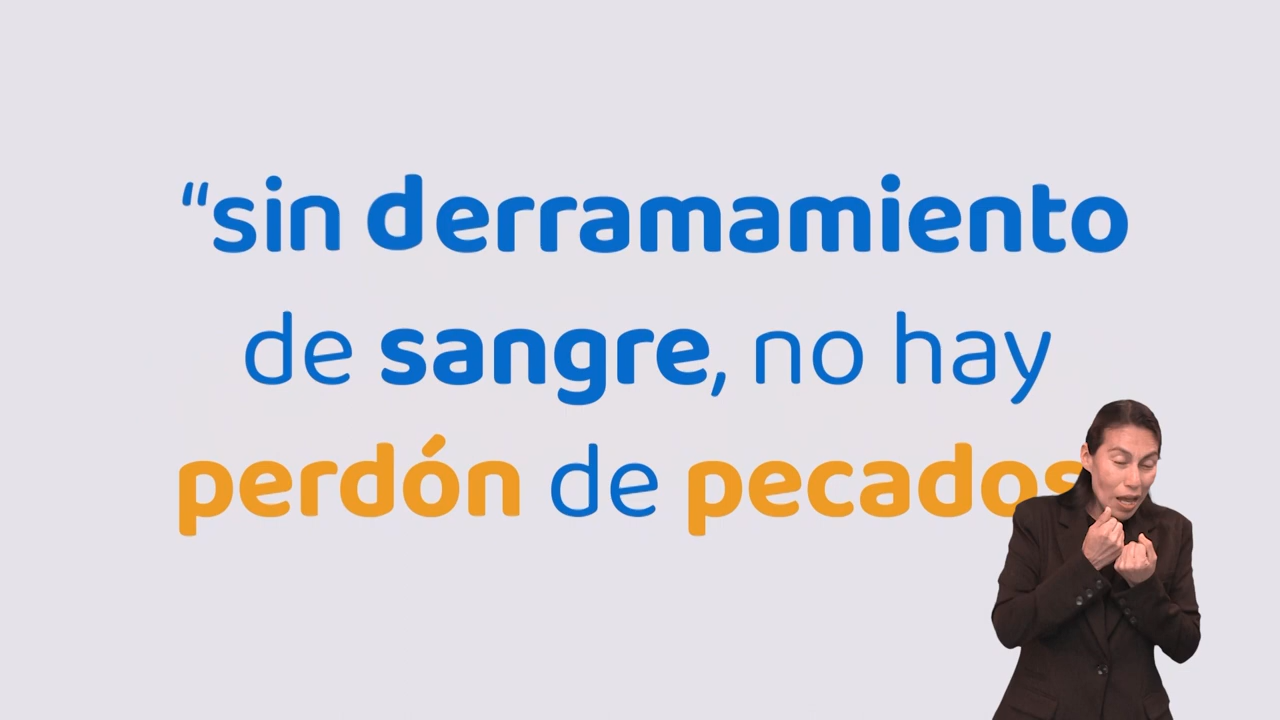 “sin derramamiento
de sangre, no hay
perdón de pecados